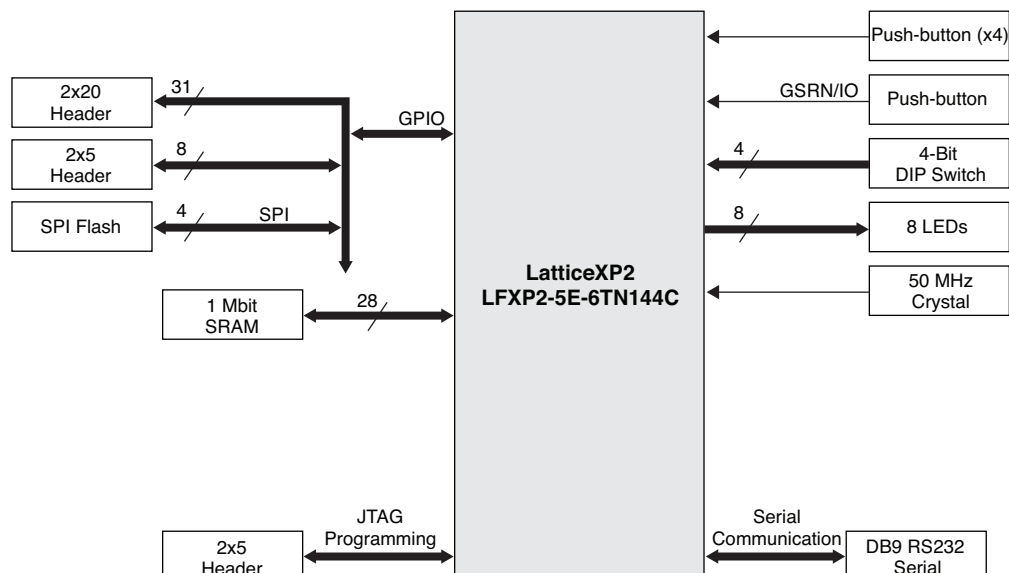 Push-button (x4)
31
2x20
Header
GPIO
GSRN/IO
Push-button
8
2x5
Header
4
4-Bit
DIP Switch
4
SPI
SPI Flash
8
8 LEDs
LatticeXP2
LFXP2-5E-6TN144C
50 MHz
Crystal
28
1 Mbit
SRAM
JTAG
Programming
2x5
Header
Serial
Communication
DB9 RS232
Serial